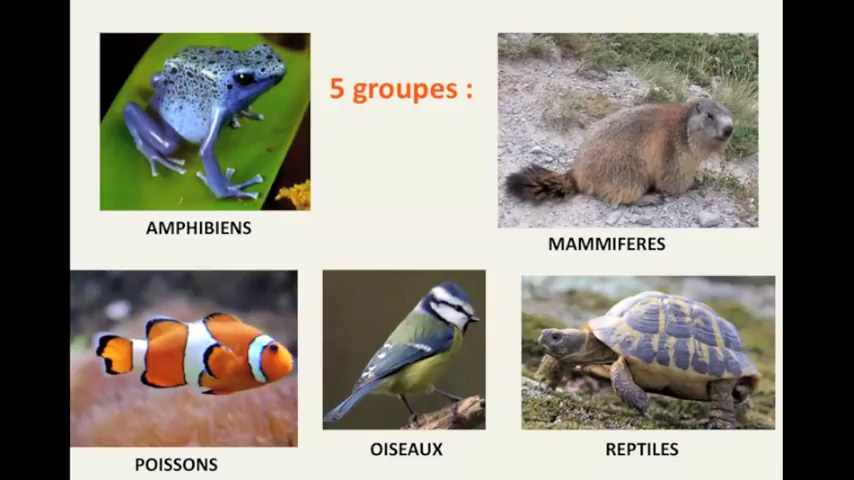 5 groupes :
AMPHIBIENS
MAMMIFERES
POISSONS
OISEAUX
REPTILES